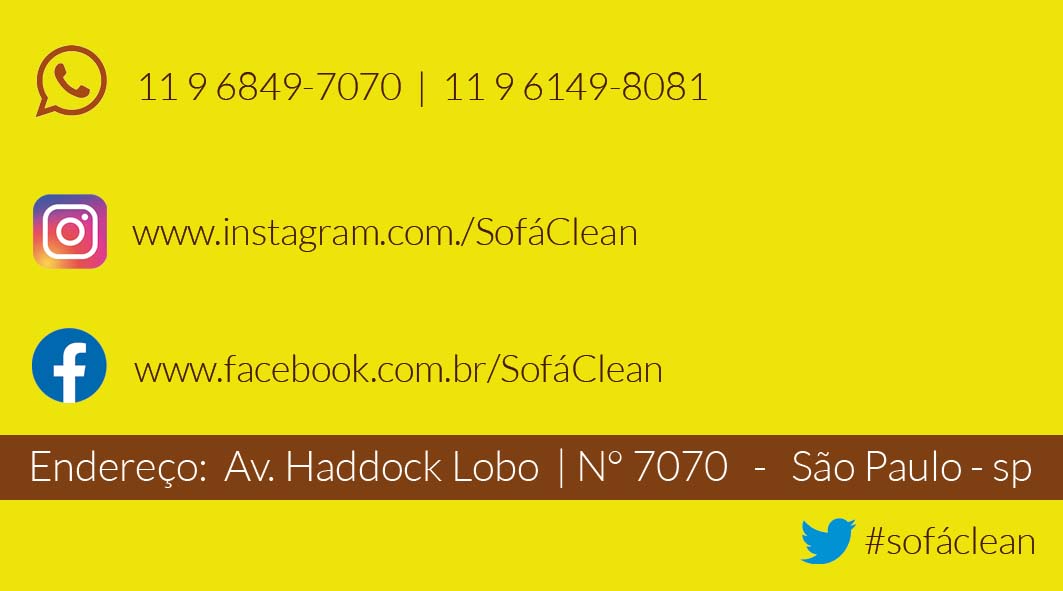 11 9 6849-7070 | 11 9 6149-8081
www.instagram.com./SofáClean
www.facebook.com.br/SofáClean
Endereço: Av. Haddock Lobo | N° 7070 - São Paulo - sp
#sofáclean